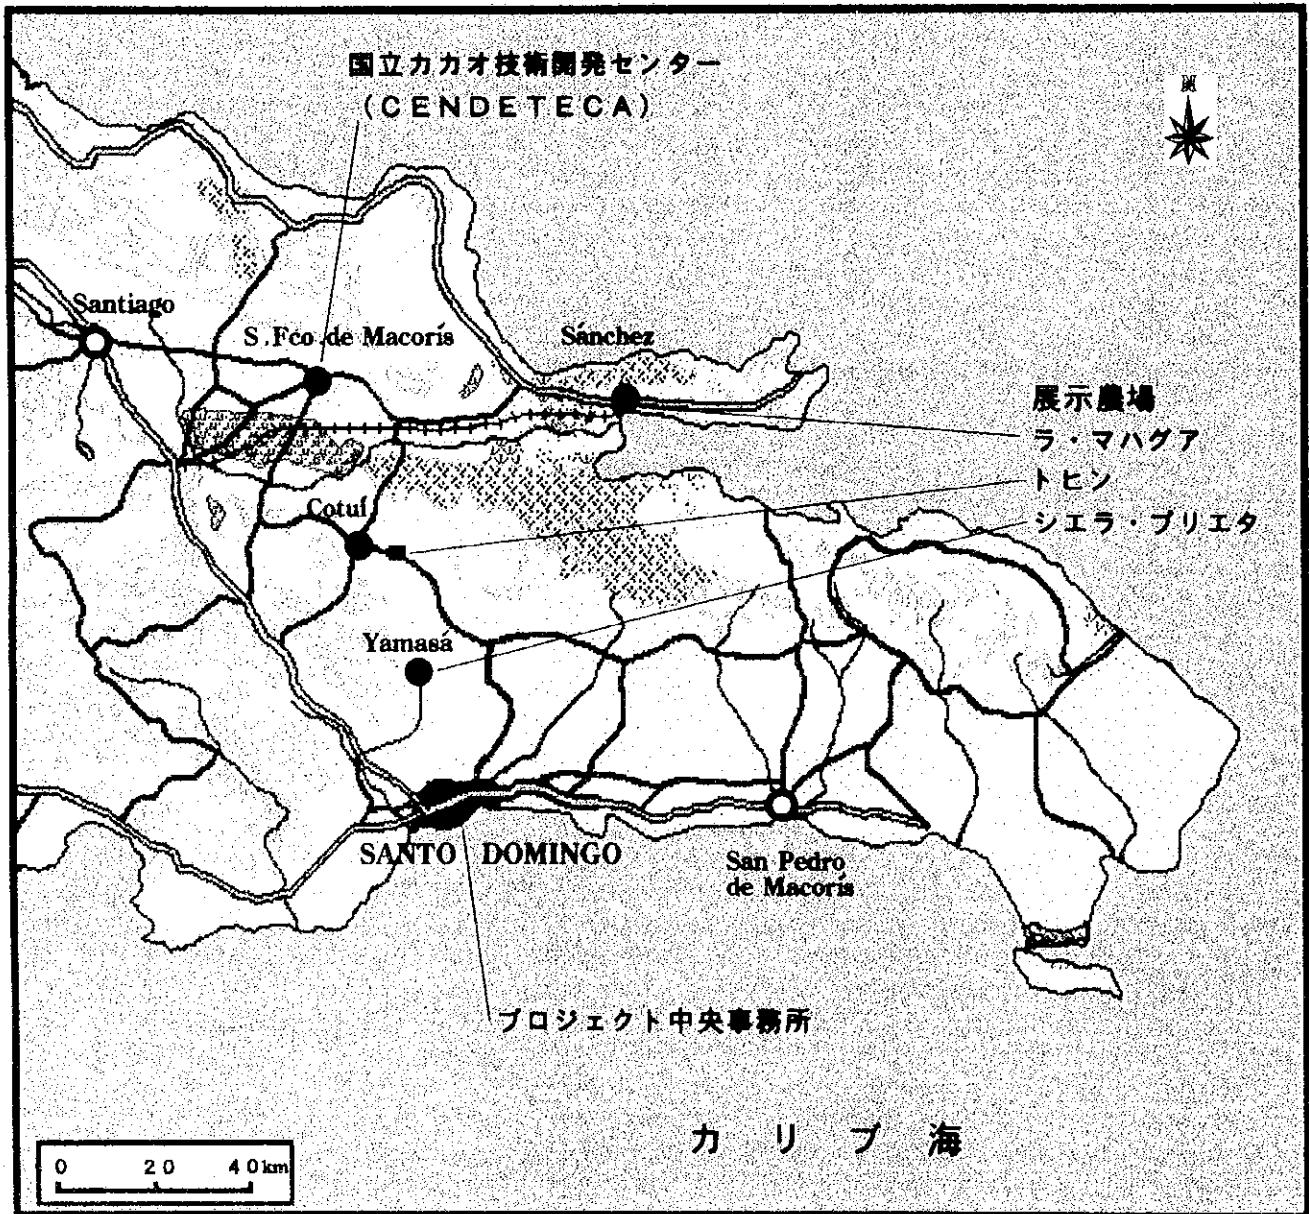 国立カカオ技術開発センター
(CENDETECA)
N
Santiago
S.Fco.de Macorís
Sánchez
展示農場
ラ・マハグア
トヒン
シエラ・プリエタ
Cotuí
Yamasá
SANTO DOMINGO
San Pedro
de Macorís
プロジェクト中央事務所
カリブ海
0 20 40km